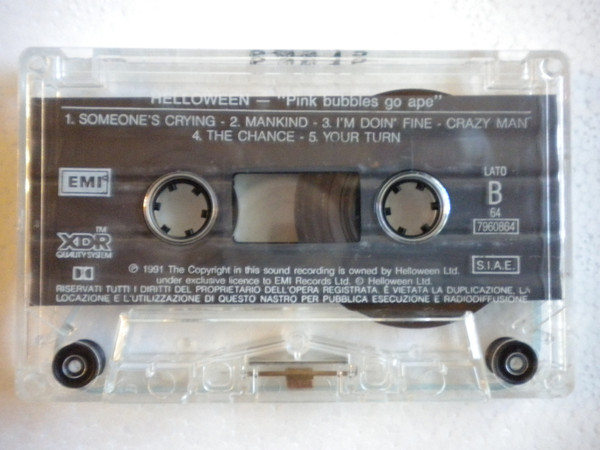 HELLOWEEN — "Pink bubbles go ape"
1. SOMEONE'S CRYING - 2. MANKIND - 3. I'M DOIN' FINE - CRAZY MAN
4. THE CHANCE - 5. YOUR TURN
EMI
LATO
B
64
7960864
XDR
TM
QUALITY SYSTEM
S.I.A.E.
℗ 1991 The Copyright in this sound recording is owned by Helloween Ltd.
under exclusive licence to EMI Records Ltd. © Helloween Ltd.
RISERVATI TUTTI I DIRITTI DEL PROPRIETARIO DELL'OPERA REGISTRATA. È VIETATA LA DUPLICAZIONE, LA
LOCAZIONE E L'UTILIZZAZIONE DI QUESTO NASTRO PER PUBBLICA ESECUZIONE E RADIODIFFUSIONE